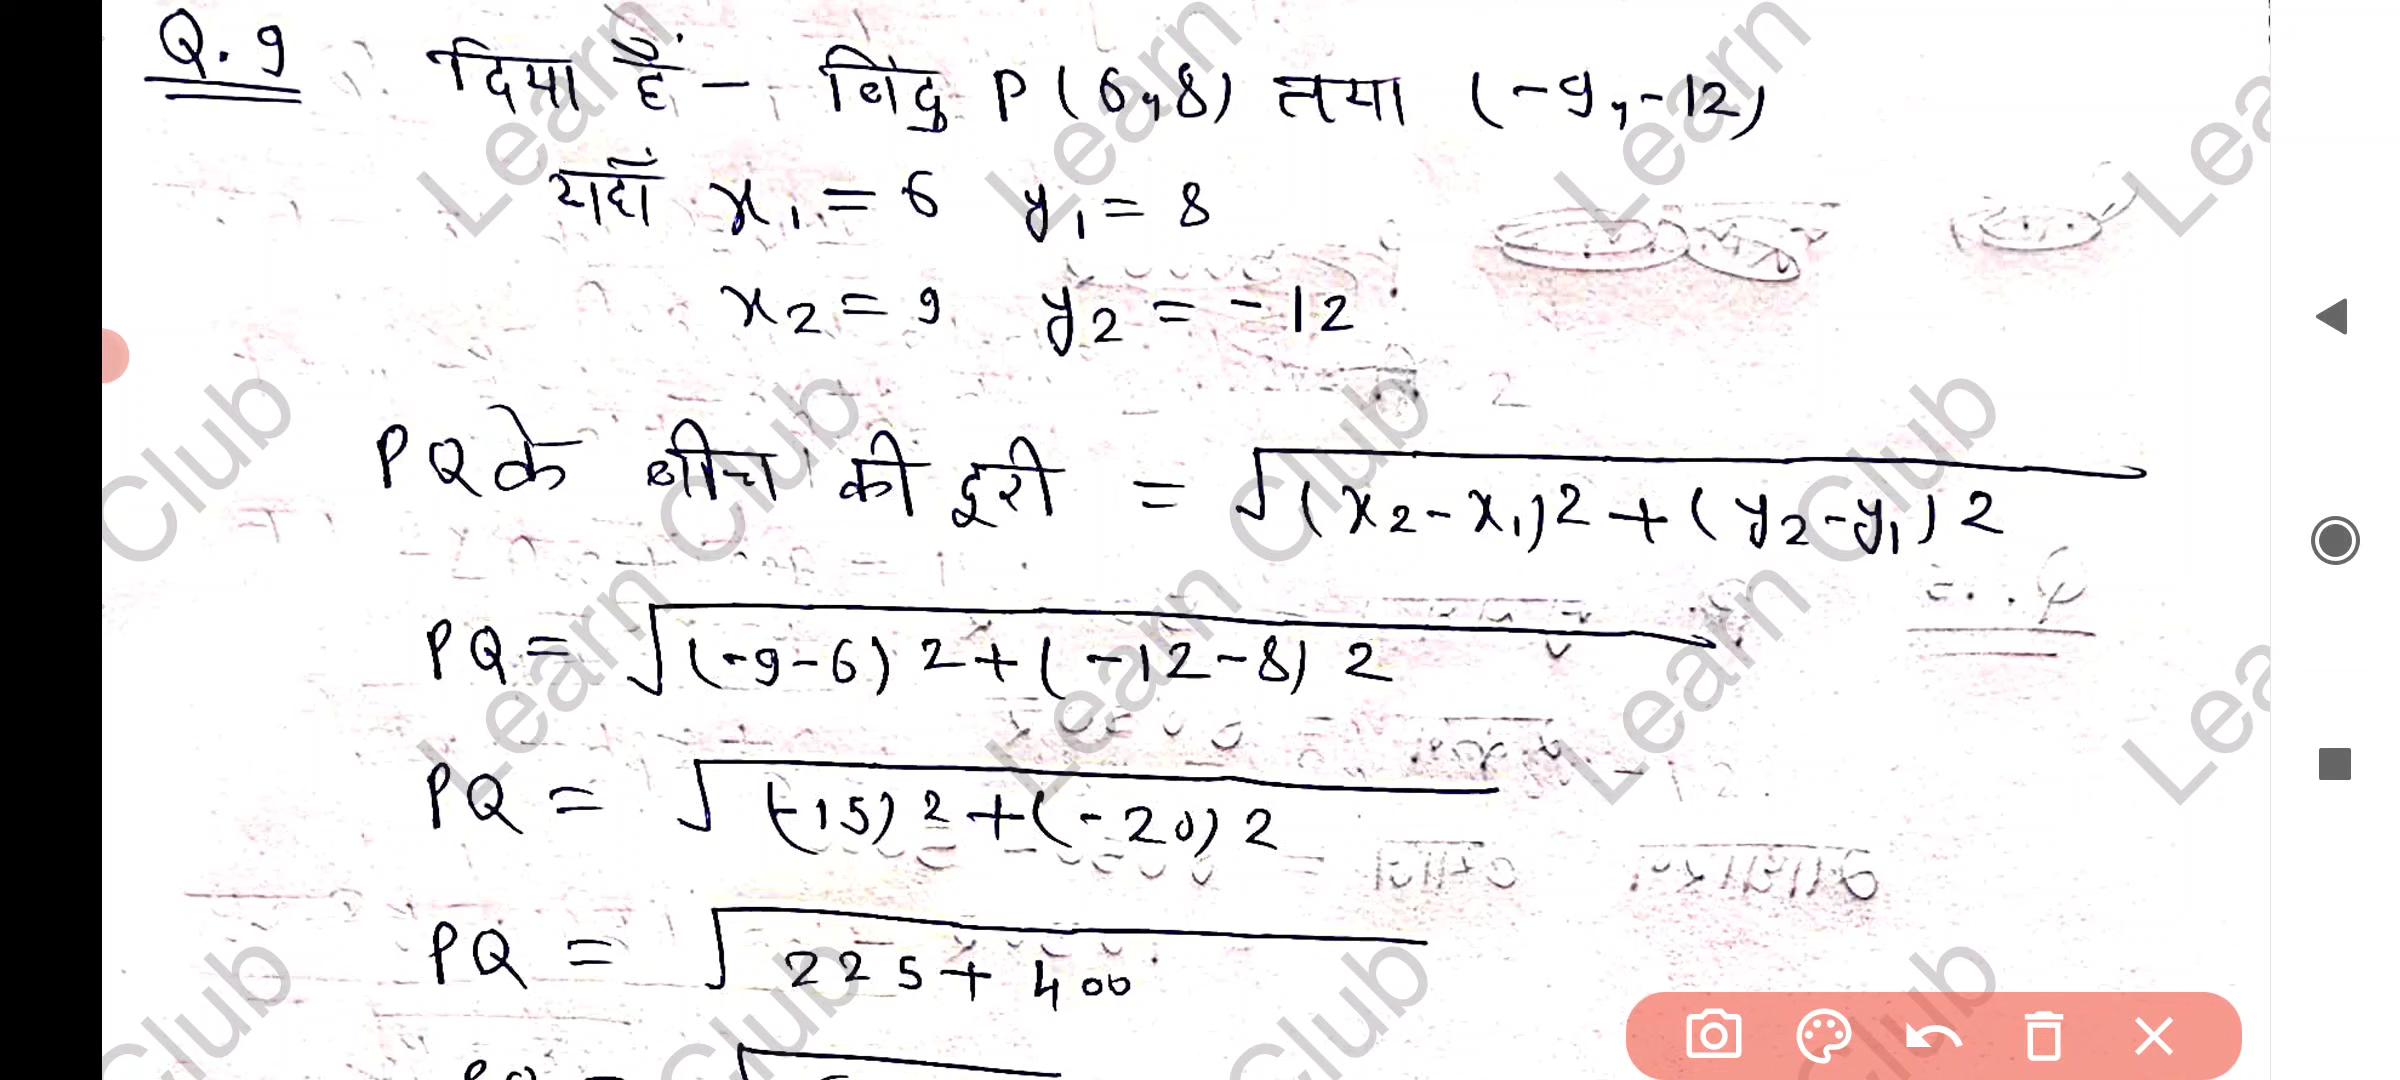 Q.9 दिया है - बिंदु P(6,8) तथा (-9,-12)
यहाँ x1 = 6 y1 = 8
x2 = 9 y2 = -12
PQ के बीच की दूरी = √(x2-x1)2+(y2-y1)2
PQ = √(-9-6)2+(-12-8)2
PQ = √(-15)2+(-20)2
PQ = √225+400
Learn Club